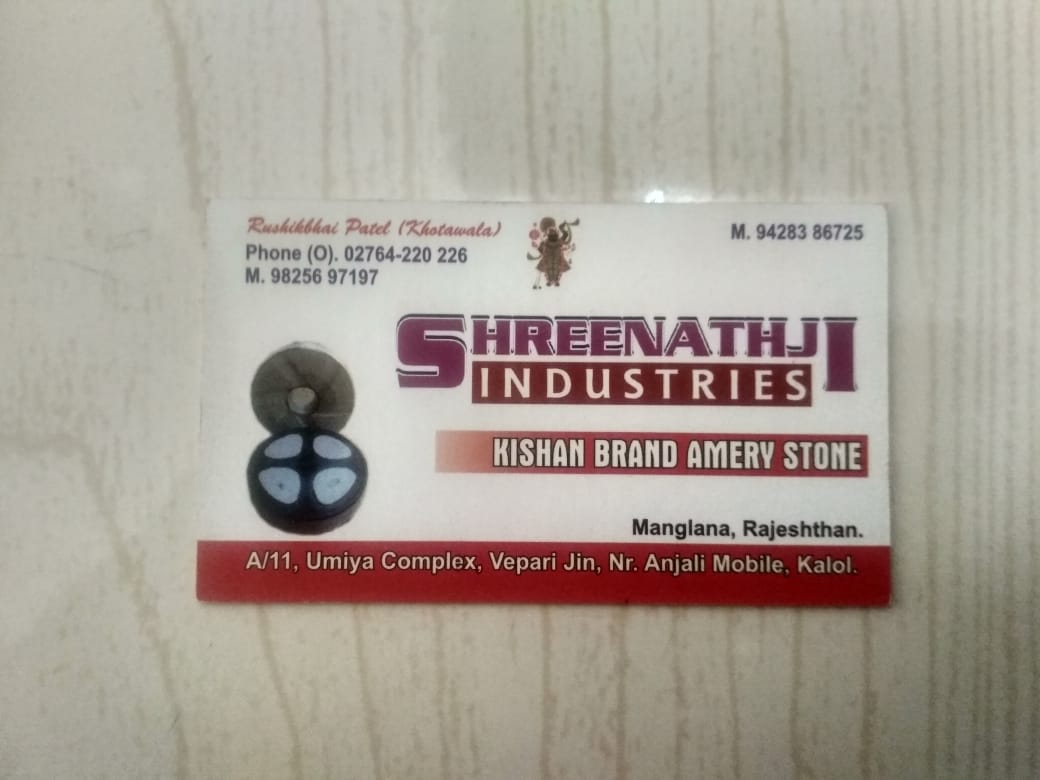 Rushikbhai Patel (Khotawala)
Phone (O). 02764-220 226
M. 98256 97197
M. 94283 86725
SHREENATHJI
INDUSTRIES
KISHAN BRAND AMERY STONE
Manglana, Rajeshthan.
A/11, Umiya Complex, Vepari Jin, Nr. Anjali Mobile, Kalol.